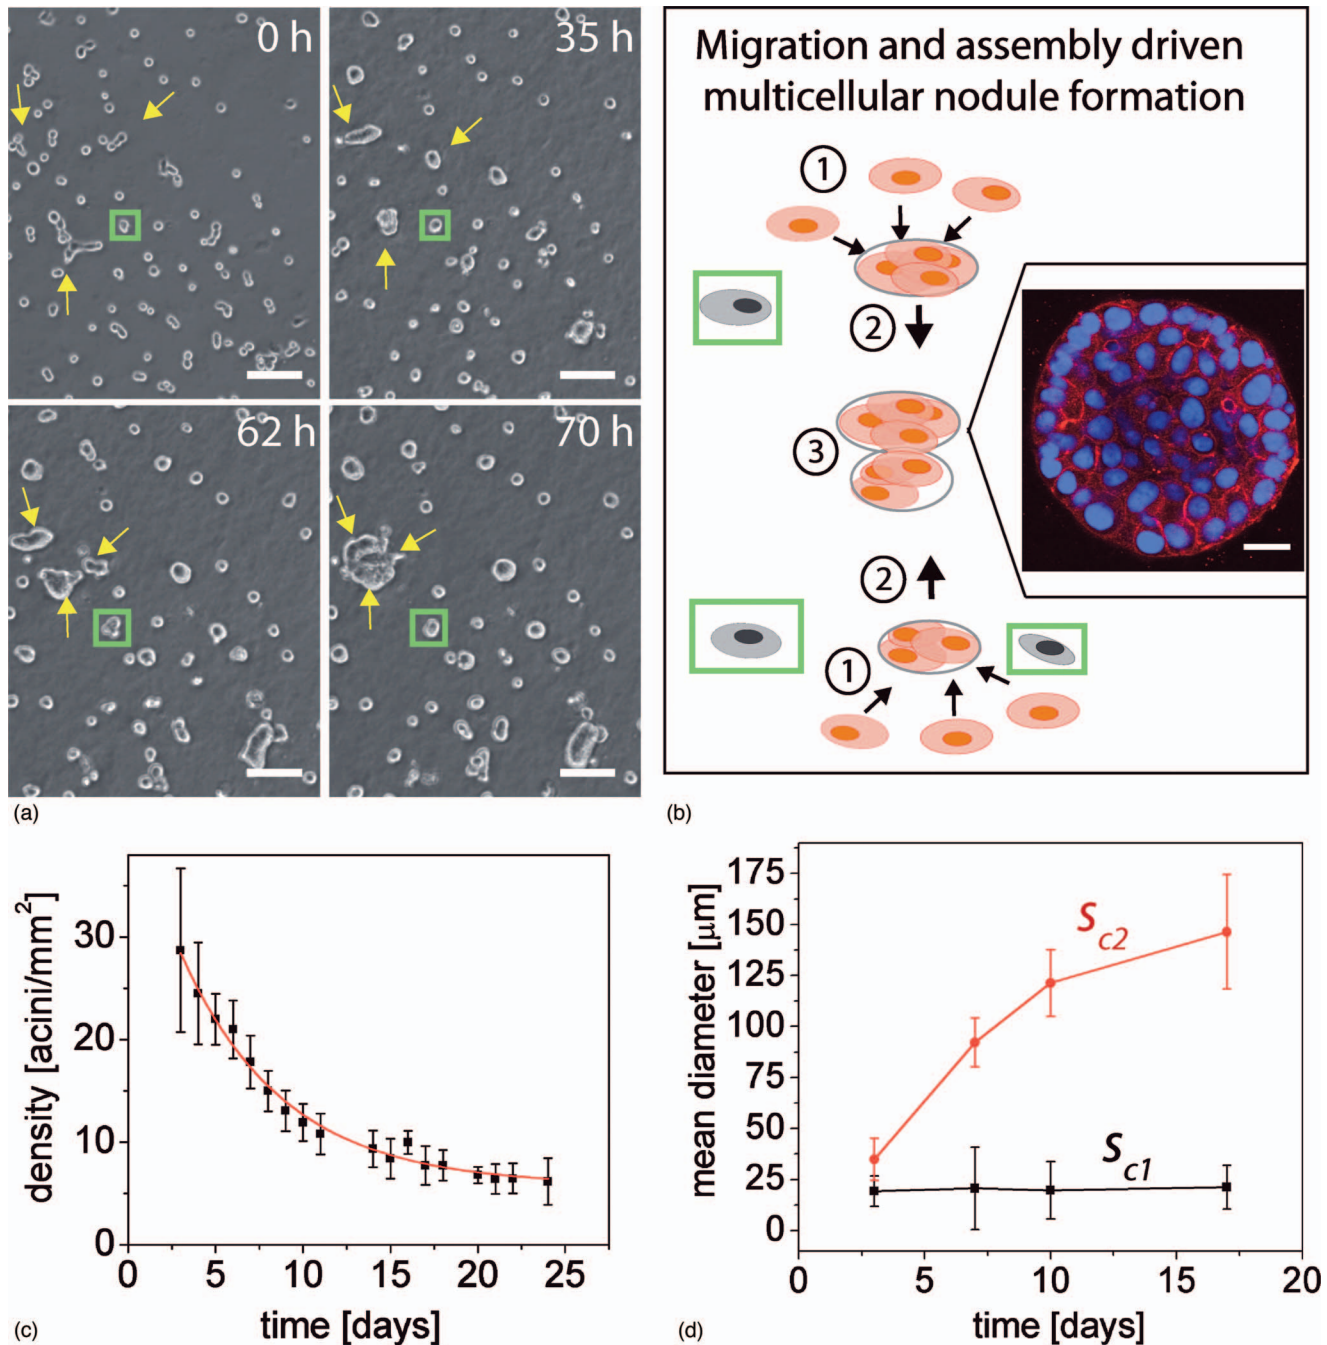 0 h
35 h
62 h
70 h
(a)
Migration and assembly driven
multicellular nodule formation
1
2
3
2
1
(b)
density [acini/mm²]
30
20
10
0
0 5 10 15 20 25
time [days]
(c)
mean diameter [μm]
175
150
125
100
75
50
25
0
S c2
S c1
0 5 10 15 20
time [days]
(d)